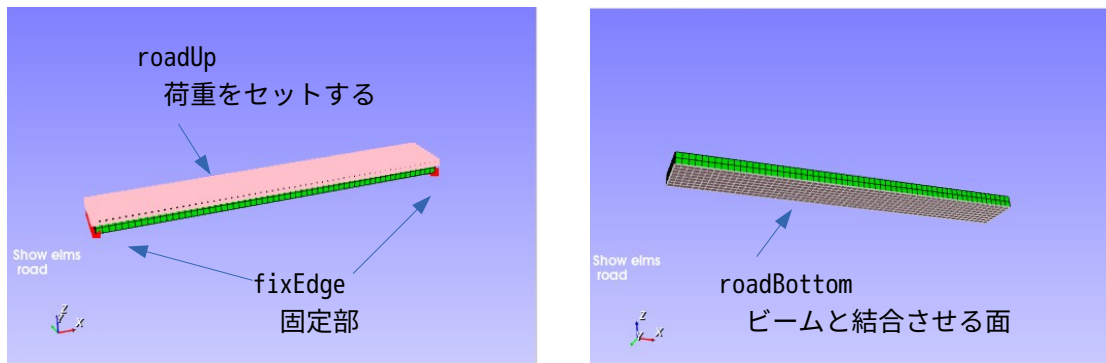 roadUp
荷重をセットする
Show elms
road
fixEdge
固定部
Z
X
roadBottom
ビームと結合させる面
Show elms
road
Z
Y
X